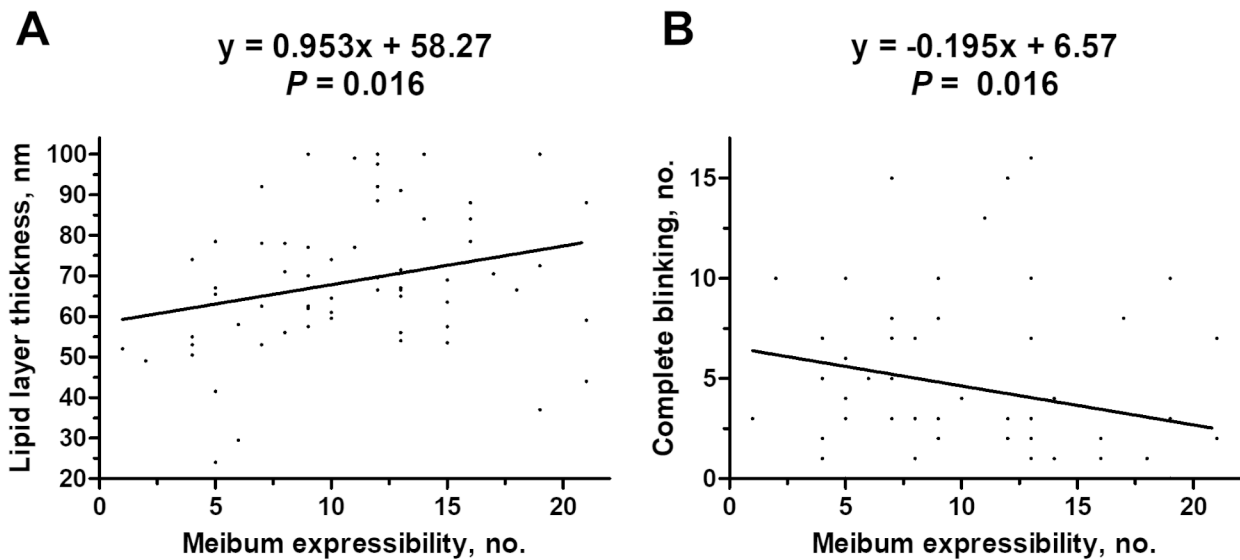 A
y = 0.953x + 58.27
P = 0.016
Lipid layer thickness, nm
100
90
80
70
60
50
40
30
20
0
5
10
15
20
Meibum expressibility, no.
B
y = -0.195x + 6.57
P = 0.016
Complete blinking, no.
15
10
5
0
0
5
10
15
20
Meibum expressibility, no.